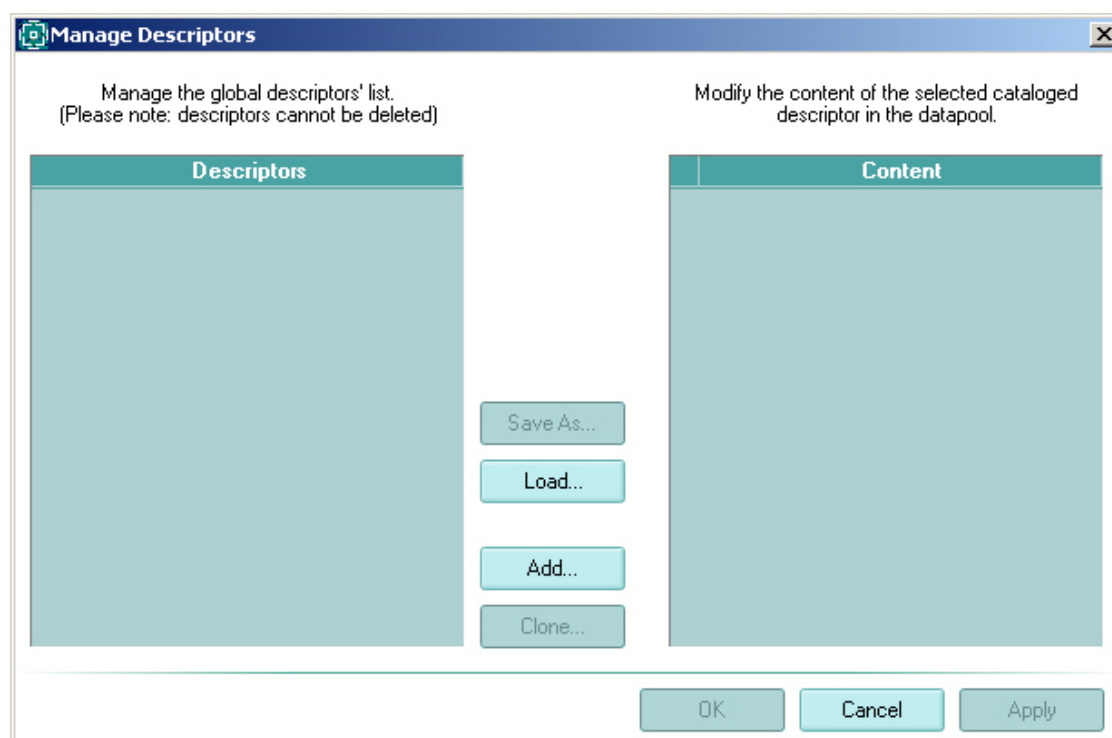 Manage Descriptors
Manage the global descriptors' list.
(Please note: descriptors cannot be deleted)
Modify the content of the selected cataloged
descriptor in the datapool.
Descriptors
Content
Save As...
Load...
Add...
Clone...
OK
Cancel
Apply